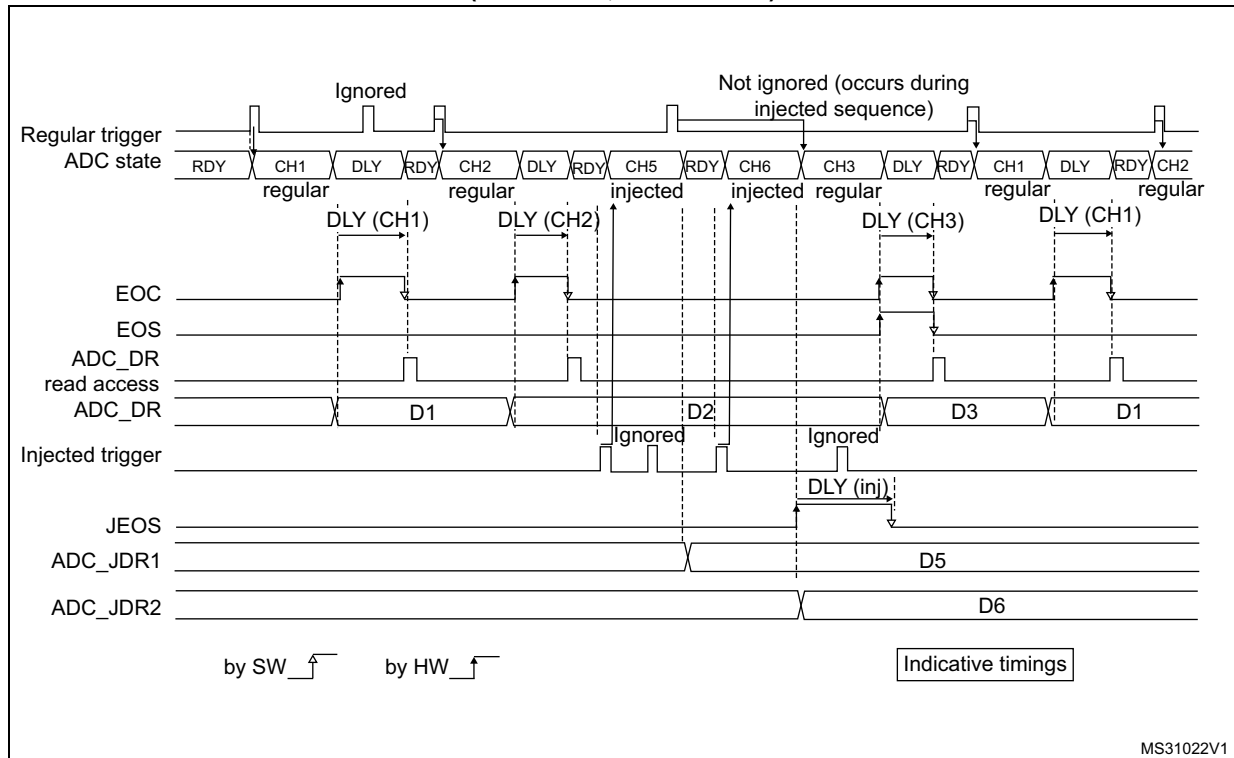 Ignored
Not ignored (occurs during
injected sequence)
Regular trigger
ADC state
RDY CH1 DLY RDY CH2 DLY RDY CH5 RDY CH6 CH3 DLY RDY CH1 DLY RDY CH2
regular regular injected injected regular regular regular
DLY (CH1) DLY (CH2) DLY (CH3) DLY (CH1)
EOC
EOS
ADC_DR
read access
ADC_DR D1 D2 D3 D1
Ignored Ignored
Injected trigger
DLY (inj)
JEOS
ADC_JDR1 D5
ADC_JDR2 D6
by SW by HW Indicative timings
MS31022V1